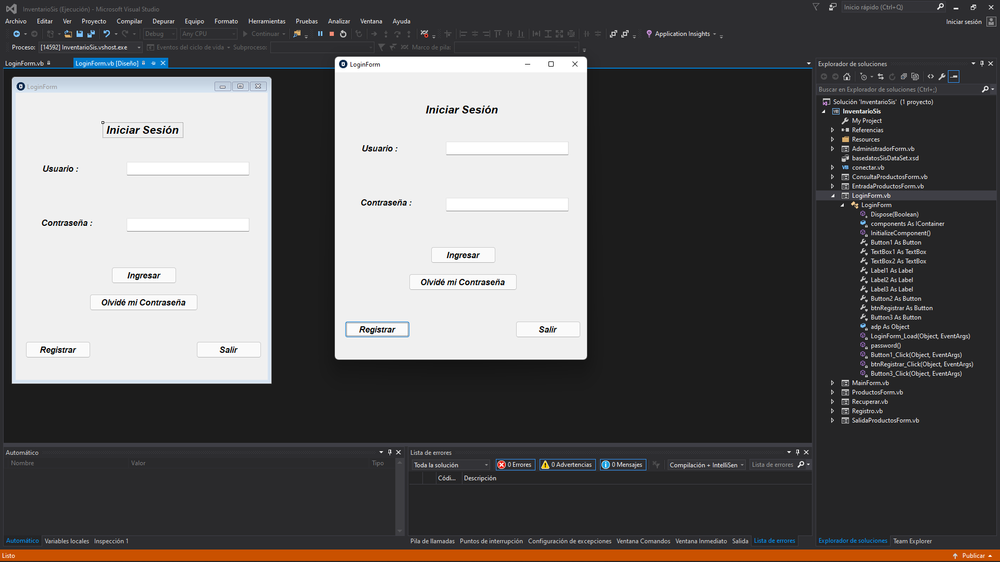 InventarioSis (Ejecución) - Microsoft Visual Studio
Inicio rápido (Ctrl+Q)
Archivo Editar Ver Proyecto Compilar Depurar Equipo Formato Herramientas Pruebas Analizar Ventana Ayuda
Iniciar sesión
Debug Any CPU Continuar Application Insights
Proceso: [14592] InventarioSis.vshost.exe Eventos del ciclo de vida Subproceso: Marco de pila:
LoginForm.vb LoginForm.vb [Diseño]
LoginForm
Iniciar Sesión
Usuario :
Contraseña :
Ingresar
Olvidé mi Contraseña
Registrar Salir
LoginForm
Iniciar Sesión
Usuario :
Contraseña :
Ingresar
Olvidé mi Contraseña
Registrar Salir
Explorador de soluciones
Buscar en Explorador de soluciones (Ctrl+;)
Solución 'InventarioSis' (1 proyecto)
VB InventarioSis
My Project
Referencias
Resources
AdministradorForm.vb
basedatosSisDataSet.xsd
VB conectar.vb
ConsultaProductosForm.vb
EntradaProductosForm.vb
LoginForm.vb
LoginForm
Dispose(Boolean)
components As IContainer
InitializeComponent()
Button1 As Button
TextBox1 As TextBox
TextBox2 As TextBox
Label1 As Label
Label2 As Label
Label3 As Label
Button2 As Button
btnRegistrar As Button
Button3 As Button
adp As Object
LoginForm_Load(Object, EventArgs)
password()
Button1_Click(Object, EventArgs)
btnRegistrar_Click(Object, EventArgs)
Button3_Click(Object, EventArgs)
MainForm.vb
ProductosForm.vb
Recuperar.vb
Registro.vb
SalidaProductosForm.vb
Automático
Nombre Valor Tipo
Automático Variables locales Inspección 1
Lista de errores
Toda la solución 0 Errores 0 Advertencias 0 Mensajes Compilación + IntelliSen Lista de errores
Códi... Descripción
Pila de llamadas Puntos de interrupción Configuración de excepciones Ventana Comandos Ventana Inmediato Salida Lista de errores
Explorador de soluciones Team Explorer
Listo
Publicar